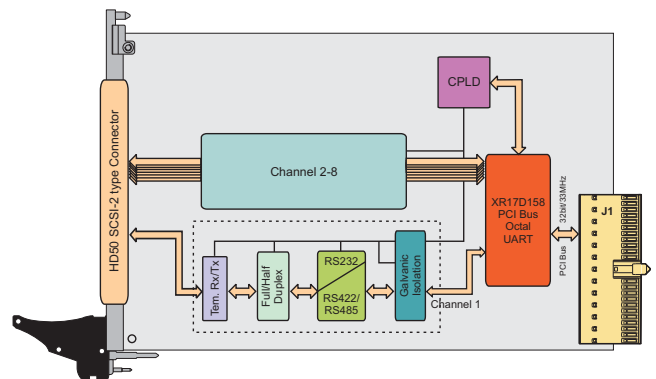 HD50 SCSI-2 type Connector
CPLD
Channel 2-8
XR17D158
PCI Bus
Octal
UART
PCI Bus 32bit/33MHz
J1
Tem. Rx/Tx
Full/Half
Duplex
RS232
RS422/
RS485
Galvanic
Isolation
Channel 1